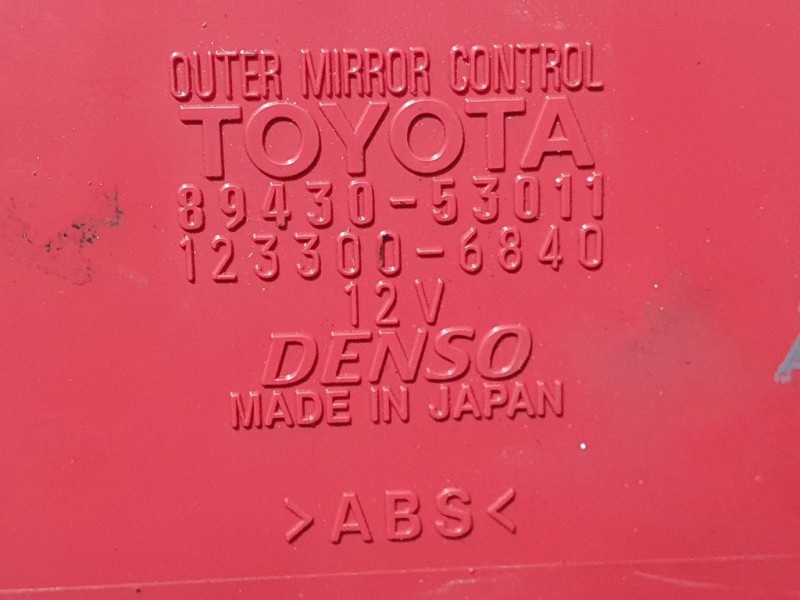 OUTER MIRROR CONTROL
TOYOTA
89430-53011
123300-6840
12V
DENSO
MADE IN JAPAN
>ABS<